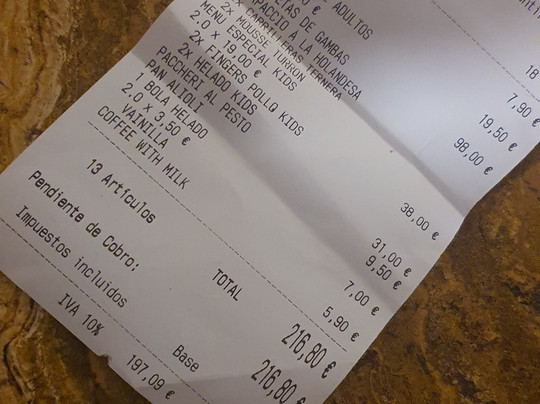 ADULTOS
18
TAS DE GAMBAS
7,90 €
PACCIO A LA HOLANDESA
19,50 €
TERNERA
98,00 €
2x MOUSSE TURRON
MENU ESPECIAL KIDS
2.0 x 19.00 €
38,00 €
2x FINGERS POLLO KIDS
2x HELADO KIDS
PACCHERI AL PESTO
31,00 €
PAN ALIOLI
9,50 €
1 BOLA HELADO
2.0 x 3,50 €
7,00 €
VAINILLA
COFFEE WITH MILK
5,90 €
13 Artículos
TOTAL
216,80 €
Pendiente de Cobro:
216,80 €
Impuestos incluidos
Base
IVA 10%
197,09 €